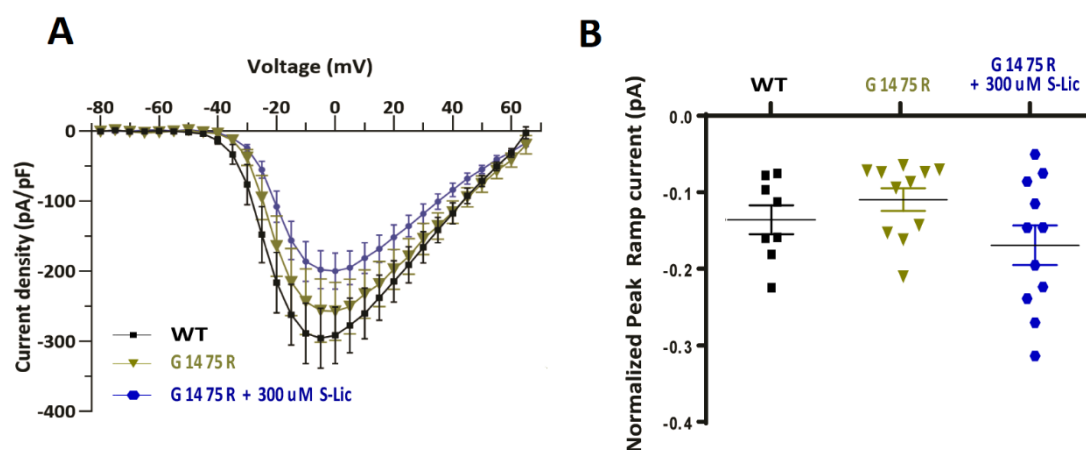 A
Voltage (mV)
-80 -60 -40 -20 0 20 40 60
0
-100
-200
-300
-400
Current density (pA/pF)
WT
G 14 75 R
G 14 75 R + 300 uM S-Lic
B
WT
G 14 75 R
G 14 75 R
+ 300 uM S-Lic
0.0
-0.1
-0.2
-0.3
-0.4
Normalized Peak Ramp current (pA)